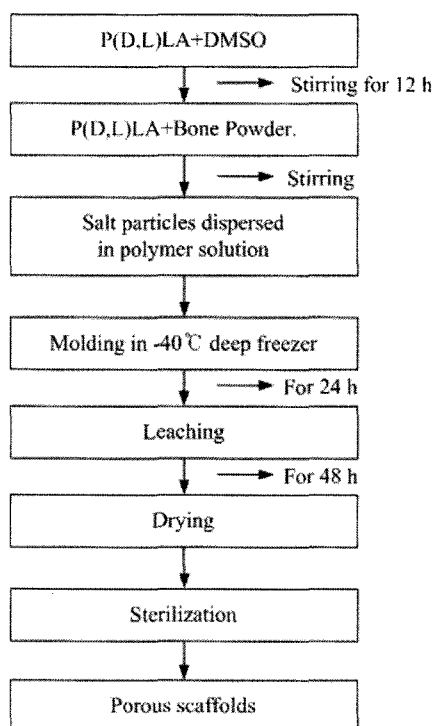 P(D,L)LA+DMSO
Stirring for 12 h
P(D,L)LA+Bone Powder.
Stirring
Salt particles dispersed
in polymer solution
Molding in -40℃ deep freezer
For 24 h
Leaching
For 48 h
Drying
Sterilization
Porous scaffolds